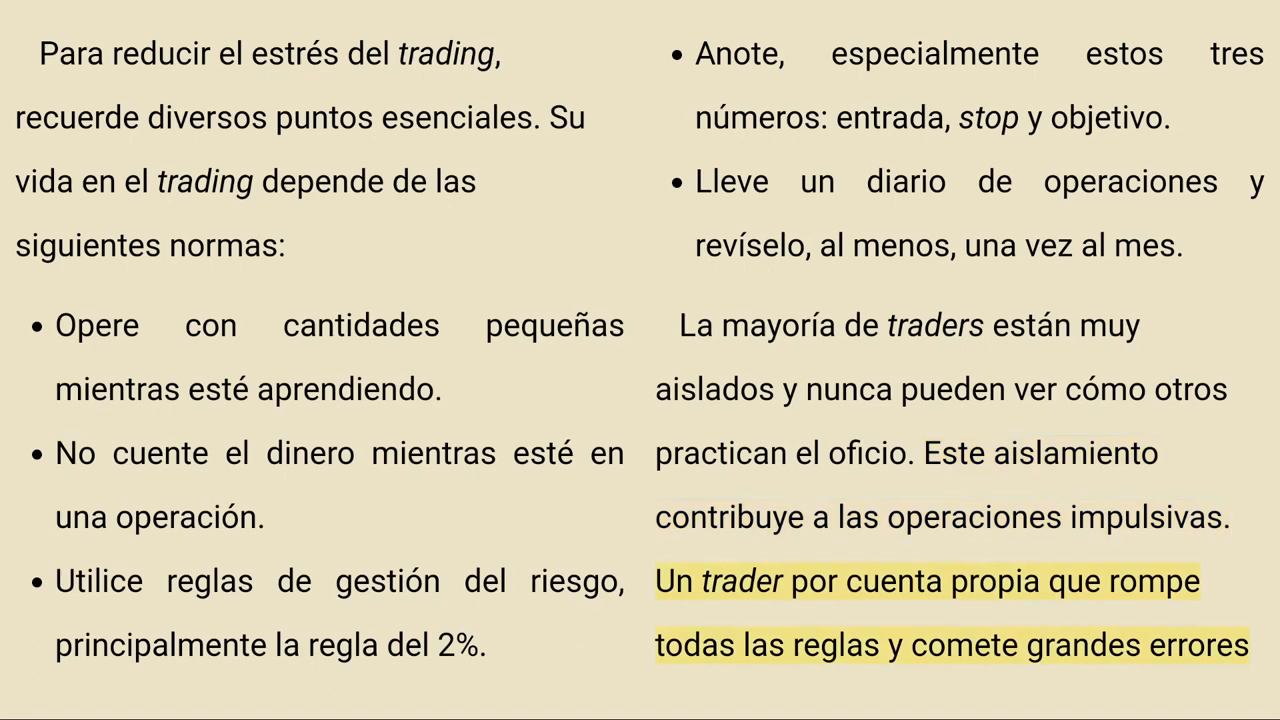 Para reducir el estrés del trading,
recuerde diversos puntos esenciales. Su
vida en el trading depende de las
siguientes normas:
• Opere con cantidades pequeñas
mientras esté aprendiendo.
• No cuente el dinero mientras esté en
una operación.
• Utilice reglas de gestión del riesgo,
principalmente la regla del 2%.
• Anote, especialmente estos tres
números: entrada, stop y objetivo.
• Lleve un diario de operaciones y
revíselo, al menos, una vez al mes.
La mayoría de traders están muy
aislados y nunca pueden ver cómo otros
practican el oficio. Este aislamiento
contribuye a las operaciones impulsivas.
Un trader por cuenta propia que rompe
todas las reglas y comete grandes errores